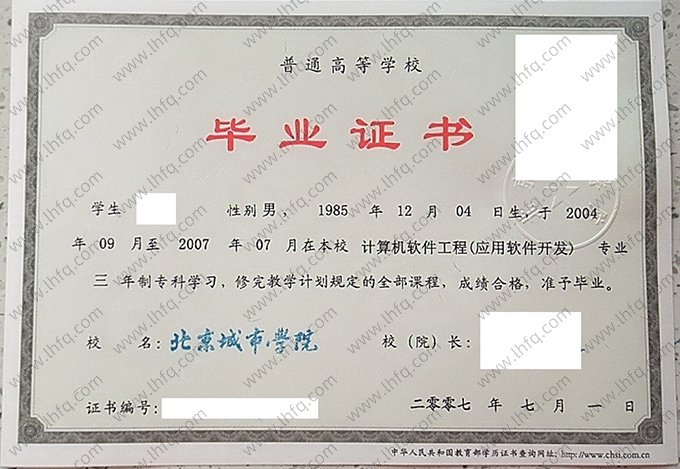 普通高等学校
毕业证书
学生 性别男，1985 年 12 月 04 日生，于 2004
年 09 月至 2007 年 07 月在本校 计算机软件工程(应用软件开发) 专业
三 年制专科学习，修完教学计划规定的全部课程，成绩合格，准予毕业。
校 名：北京城市学院 校（院）长：
证书编号： 二〇〇七 年 七 月 一 日
中华人民共和国教育部学历证书查询网址：http://www.chsi.com.cn
www.lhfq.com